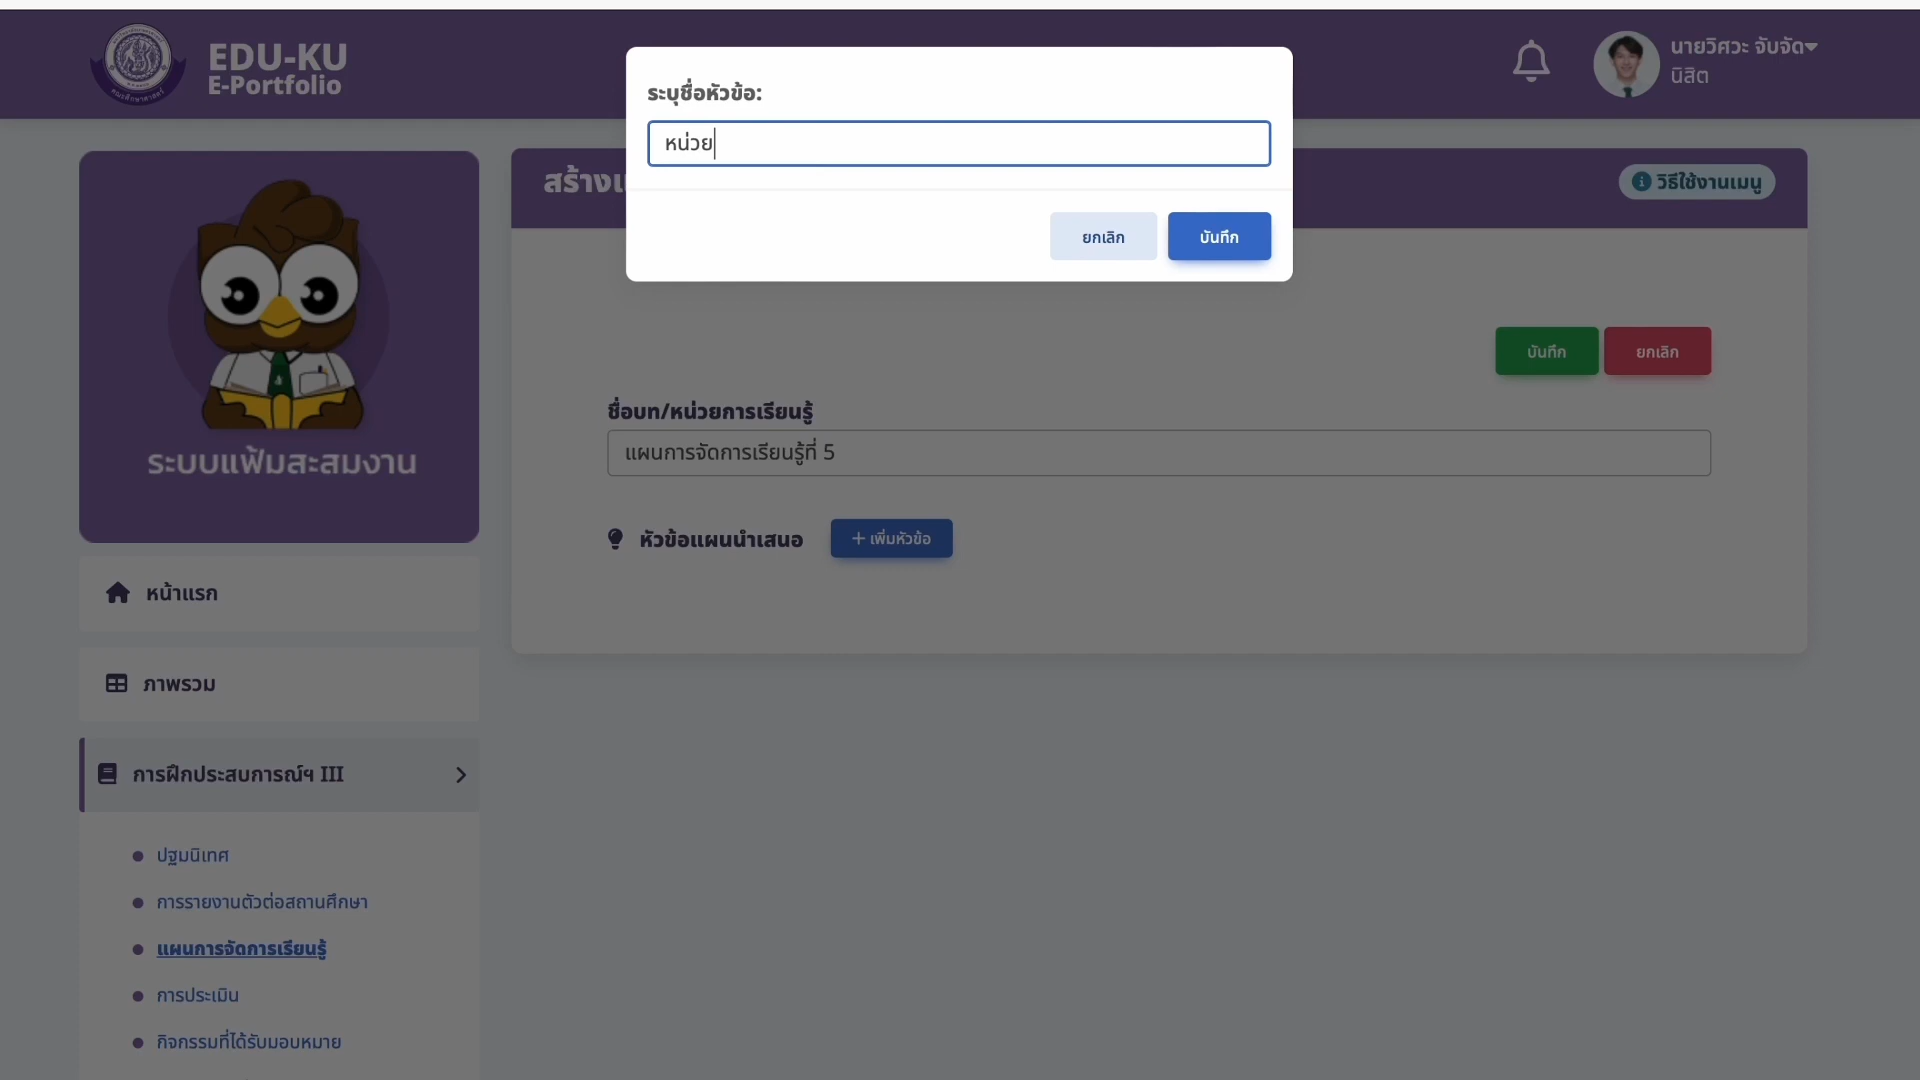 EDU-KU
E-Portfolio
นายวิศวะ จับจัด
นิสิต
ระบุชื่อหัวข้อ:
หน่วย
ยกเลิก
บันทึก
วิธีใช้งานเมนู
ระบบแฟ้มสะสมงาน
บันทึก
ยกเลิก
ชื่อบท/หน่วยการเรียนรู้
แผนการจัดการเรียนรู้ที่ 5
หัวข้อแผนนำเสนอ
+ เพิ่มหัวข้อ
หน้าแรก
ภาพรวม
การฝึกประสบการณ์ฯ III
ปฐมนิเทศ
การรายงานตัวต่อสถานศึกษา
แผนการจัดการเรียนรู้
การประเมิน
กิจกรรมที่ได้รับมอบหมาย